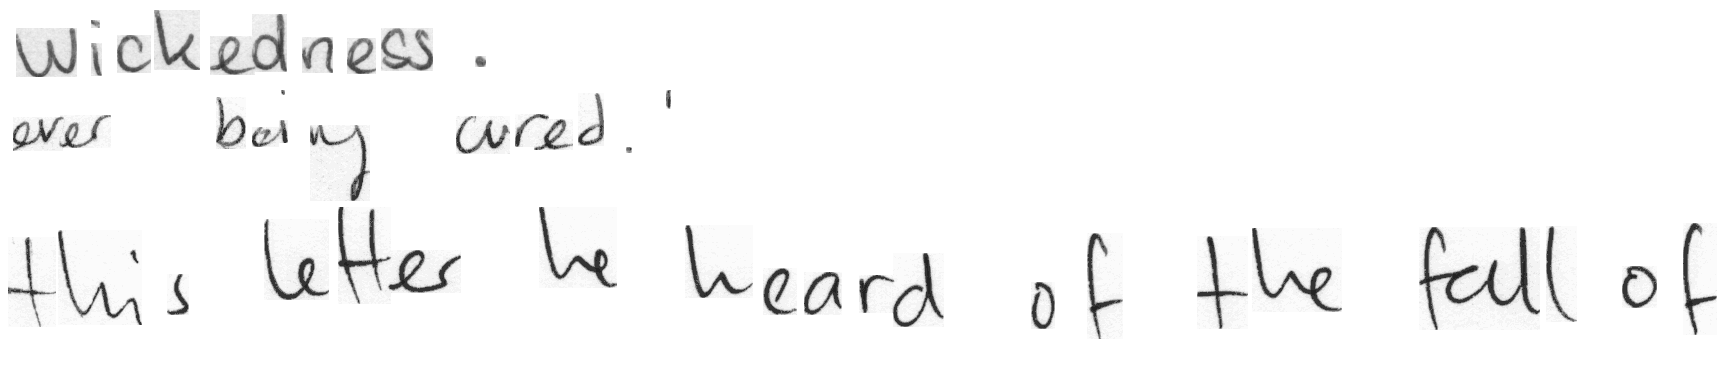 wickedness.
ever being cured.'
this letter he heard of the fall of